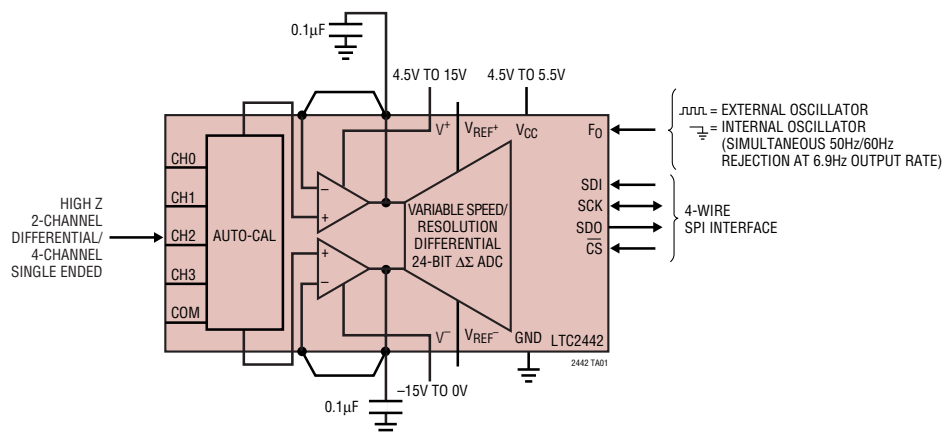 0.1µF
4.5V TO 15V
4.5V TO 5.5V
V+
VREF+
VCC
FO
= EXTERNAL OSCILLATOR
= INTERNAL OSCILLATOR
(SIMULTANEOUS 50Hz/60Hz
REJECTION AT 6.9Hz OUTPUT RATE)
HIGH Z
2-CHANNEL
DIFFERENTIAL/
4-CHANNEL
SINGLE ENDED
CH0
CH1
CH2
CH3
COM
AUTO-CAL
–
+
+
–
VARIABLE SPEED/
RESOLUTION
DIFFERENTIAL
24-BIT ΔΣ ADC
SDI
SCK
SDO
CS
4-WIRE
SPI INTERFACE
V–
VREF–
GND
LTC2442
2442 TA01
–15V TO 0V
0.1µF